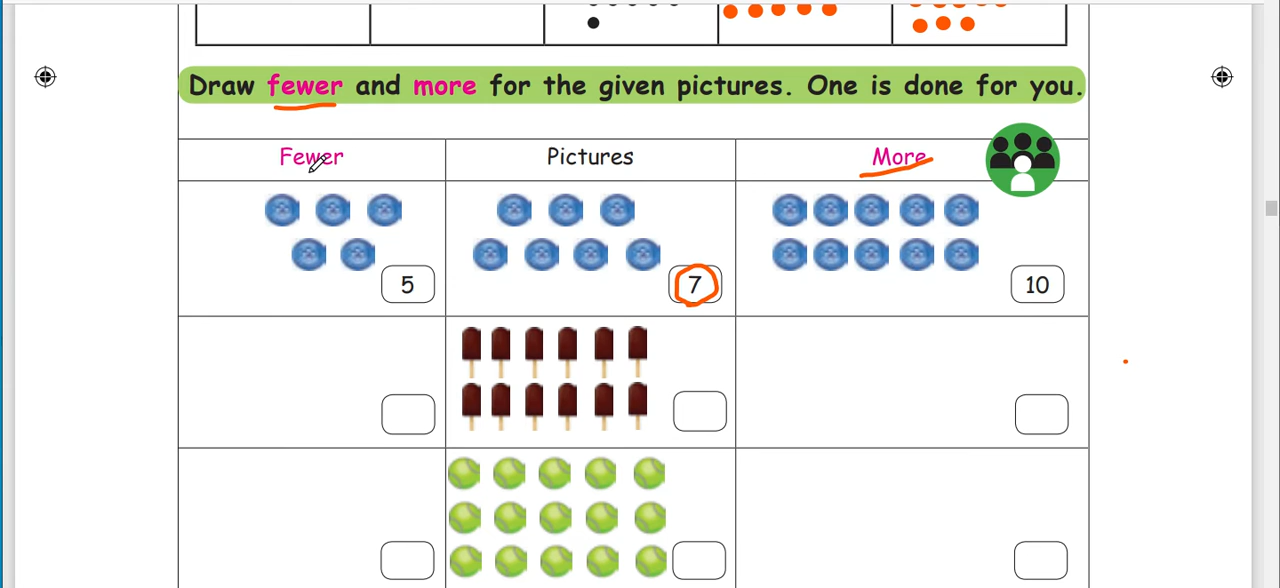 Draw fewer and more for the given pictures. One is done for you.
Fewer Pictures More
5 7 10